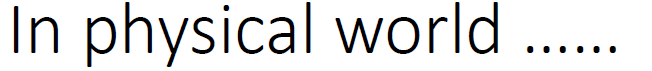 In physical world ......